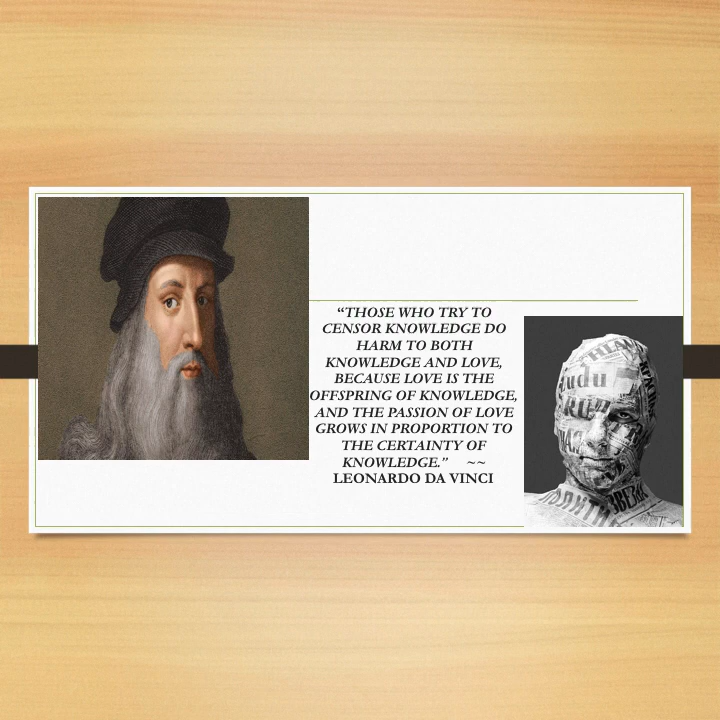 “THOSE WHO TRY TO
CENSOR KNOWLEDGE DO
HARM TO BOTH
KNOWLEDGE AND LOVE,
BECAUSE LOVE IS THE
OFFSPRING OF KNOWLEDGE,
AND THE PASSION OF LOVE
GROWS IN PROPORTION TO
THE CERTAINTY OF
KNOWLEDGE.” ~~
LEONARDO DA VINCI